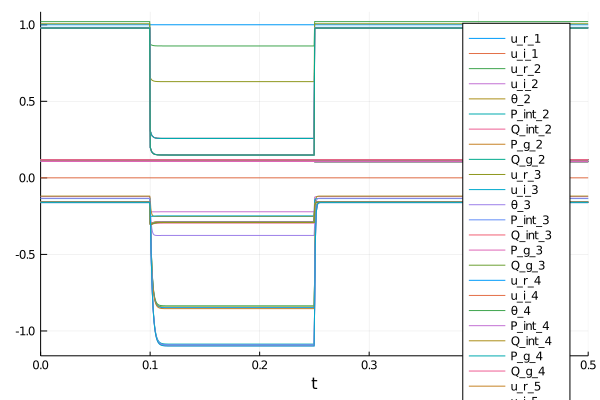 1.0
0.5
0.0
-0.5
-1.0
0.0
0.1
0.2
0.3
0.5
t
u_r_1
u_i_1
u_r_2
u_i_2
θ_2
P_int_2
Q_int_2
P_g_2
Q_g_2
u_r_3
u_i_3
θ_3
P_int_3
Q_int_3
P_g_3
Q_g_3
u_r_4
u_i_4
θ_4
P_int_4
Q_int_4
P_g_4
Q_g_4
u_r_5